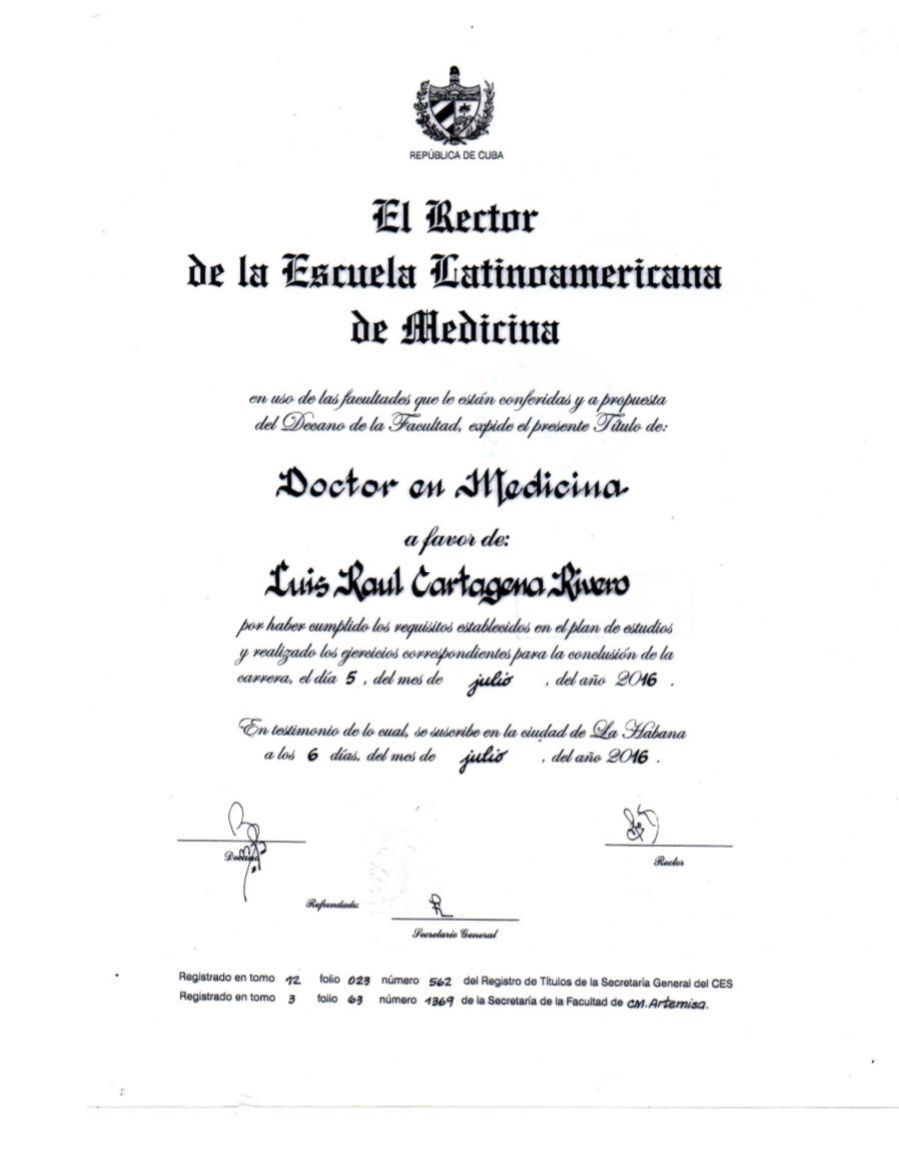 REPÚBLICA DE CUBA
El Rector
de la Escuela Latinoamericana
de Medicina
en uso de las facultades que le están conferidas y a propuesta
del Decano de la Facultad, expide el presente Título de:
Doctor en Medicina
a favor de:
Luis Raul Cartagena Rivero
por haber cumplido los requisitos establecidos en el plan de estudios
y realizado los ejercicios correspondientes para la conclusión de la
carrera, el día 5, del mes de julio, del año 2016.
En testimonio de lo cual, se suscribe en la ciudad de La Habana
a los 6 días, del mes de julio, del año 2016.
Decano
Rector
Refrendado:
Secretario General
Registrado en tomo 12 folio 023 número 562 del Registro de Títulos de la Secretaría General del CES
Registrado en tomo 3 folio 63 número 1369 de la Secretaría de la Facultad de CM. Artemisa.